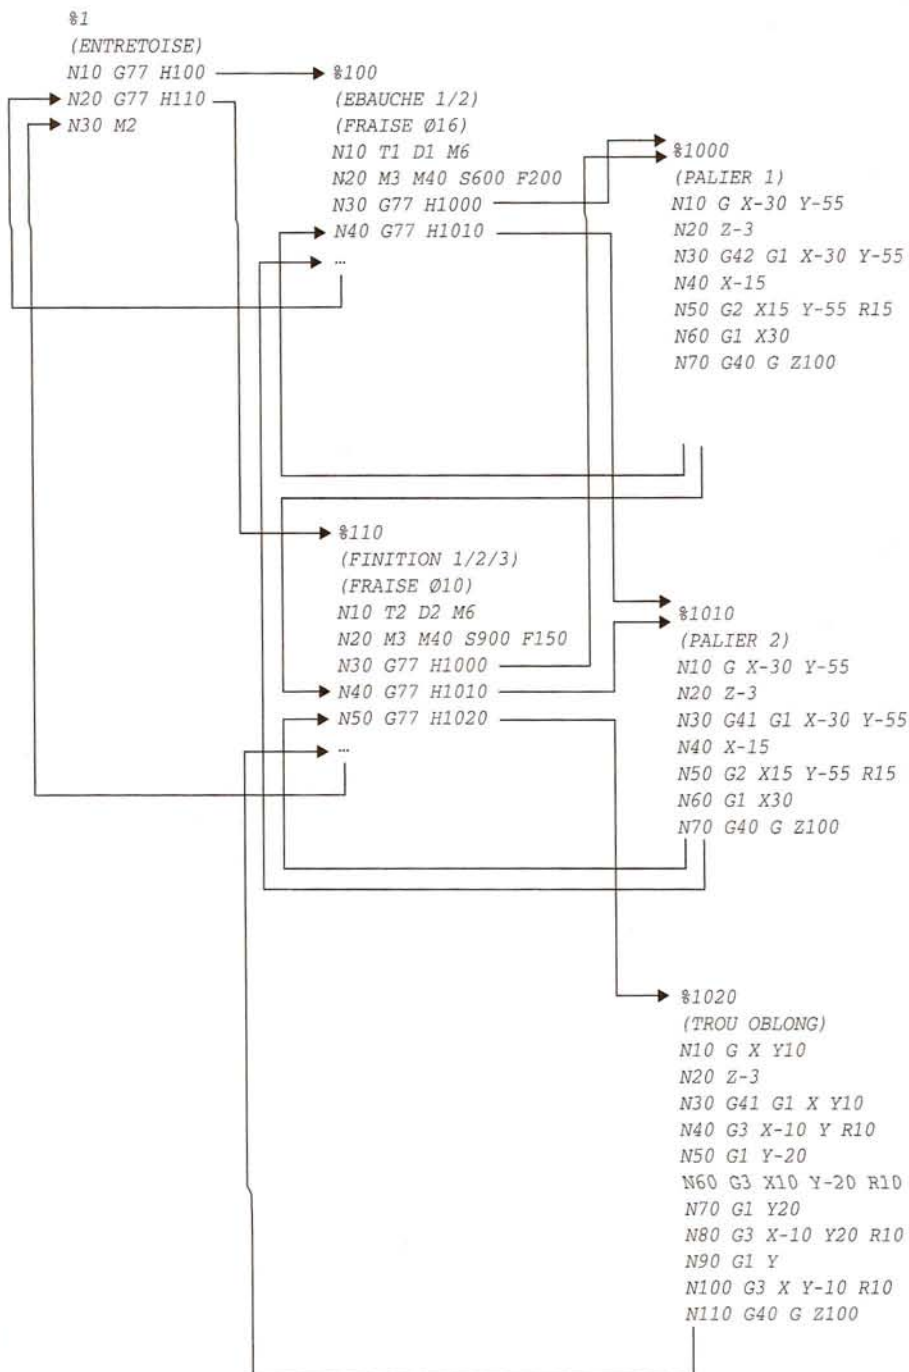 %1
(ENTRETOISE)
N10 G77 H100
N20 G77 H110
N30 M2
%100
(EBAUCHE 1/2)
(FRAISE Ø16)
N10 T1 D1 M6
N20 M3 M40 S600 F200
N30 G77 H1000
N40 G77 H1010
…
%1000
(PALIER 1)
N10 G X-30 Y-55
N20 Z-3
N30 G42 G1 X-30 Y-55
N40 X-15
N50 G2 X15 Y-55 R15
N60 G1 X30
N70 G40 G Z100
%110
(FINITION 1/2/3)
(FRAISE Ø10)
N10 T2 D2 M6
N20 M3 M40 S900 F150
N30 G77 H1000
N40 G77 H1010
N50 G77 H1020
…
%1010
(PALIER 2)
N10 G X-30 Y-55
N20 Z-3
N30 G41 G1 X-30 Y-55
N40 X-15
N50 G2 X15 Y-55 R15
N60 G1 X30
N70 G40 G Z100
%1020
(TROU OBLONG)
N10 G X Y10
N20 Z-3
N30 G41 G1 X Y10
N40 G3 X-10 Y R10
N50 G1 Y-20
N60 G3 X10 Y-20 R10
N70 G1 Y20
N80 G3 X-10 Y20 R10
N90 G1 Y
N100 G3 X Y-10 R10
N110 G40 G Z100